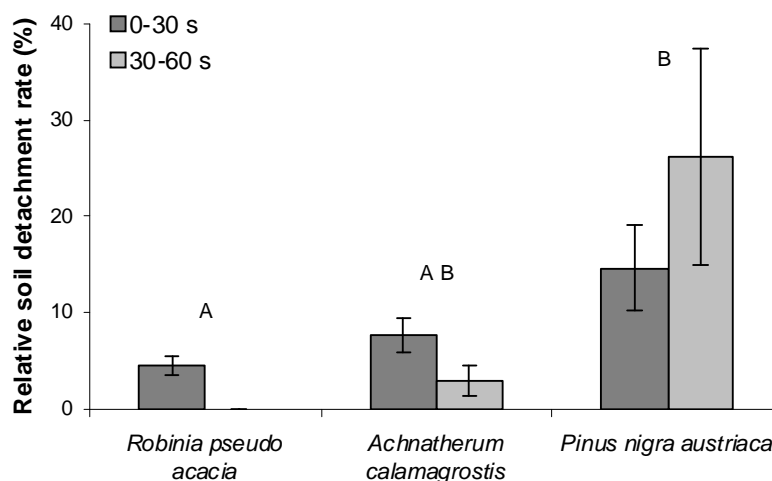 Relative soil detachment rate (%)
40
30
20
10
0
0-30 s
30-60 s
A
A B
B
Robinia pseudo
acacia
Achnatherum
calamagrostis
Pinus nigra austriaca